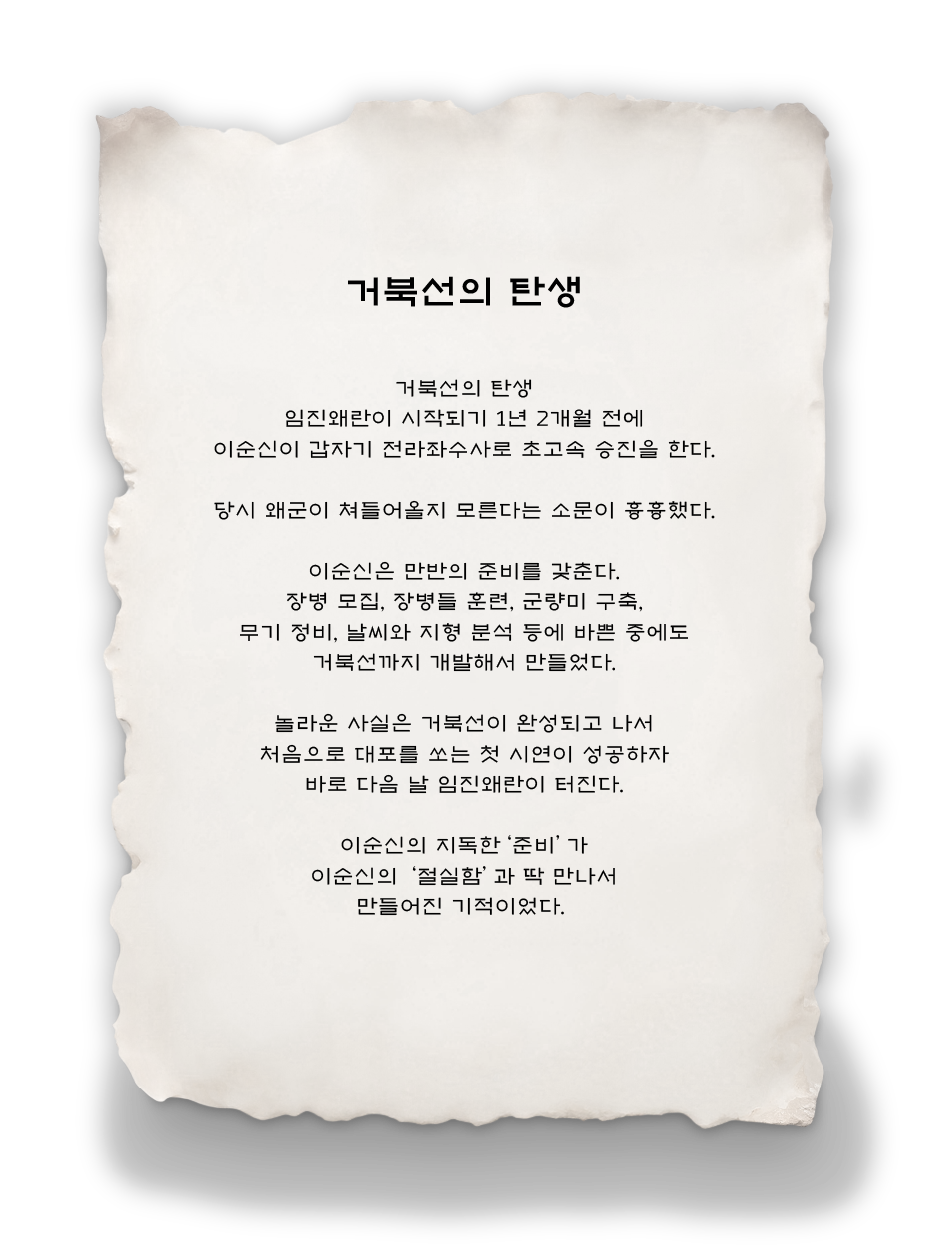 거북선의 탄생
거북선의 탄생
임진왜란이 시작되기 1년 2개월 전에
이순신이 갑자기 전라좌수사로 초고속 승진을 한다.
당시 왜군이 쳐들어올지 모른다는 소문이 흉흉했다.
이순신은 만반의 준비를 갖춘다.
장병 모집, 장병들 훈련, 군량미 구축,
무기 정비, 날씨와 지형 분석 등에 바쁜 중에도
거북선까지 개발해서 만들었다.
놀라운 사실은 거북선이 완성되고 나서
처음으로 대포를 쏘는 첫 시연이 성공하자
바로 다음 날 임진왜란이 터진다.
이순신의 지독한 ‘준비’ 가
이순신의 ‘절실함’ 과 딱 만나서
만들어진 기적이었다.